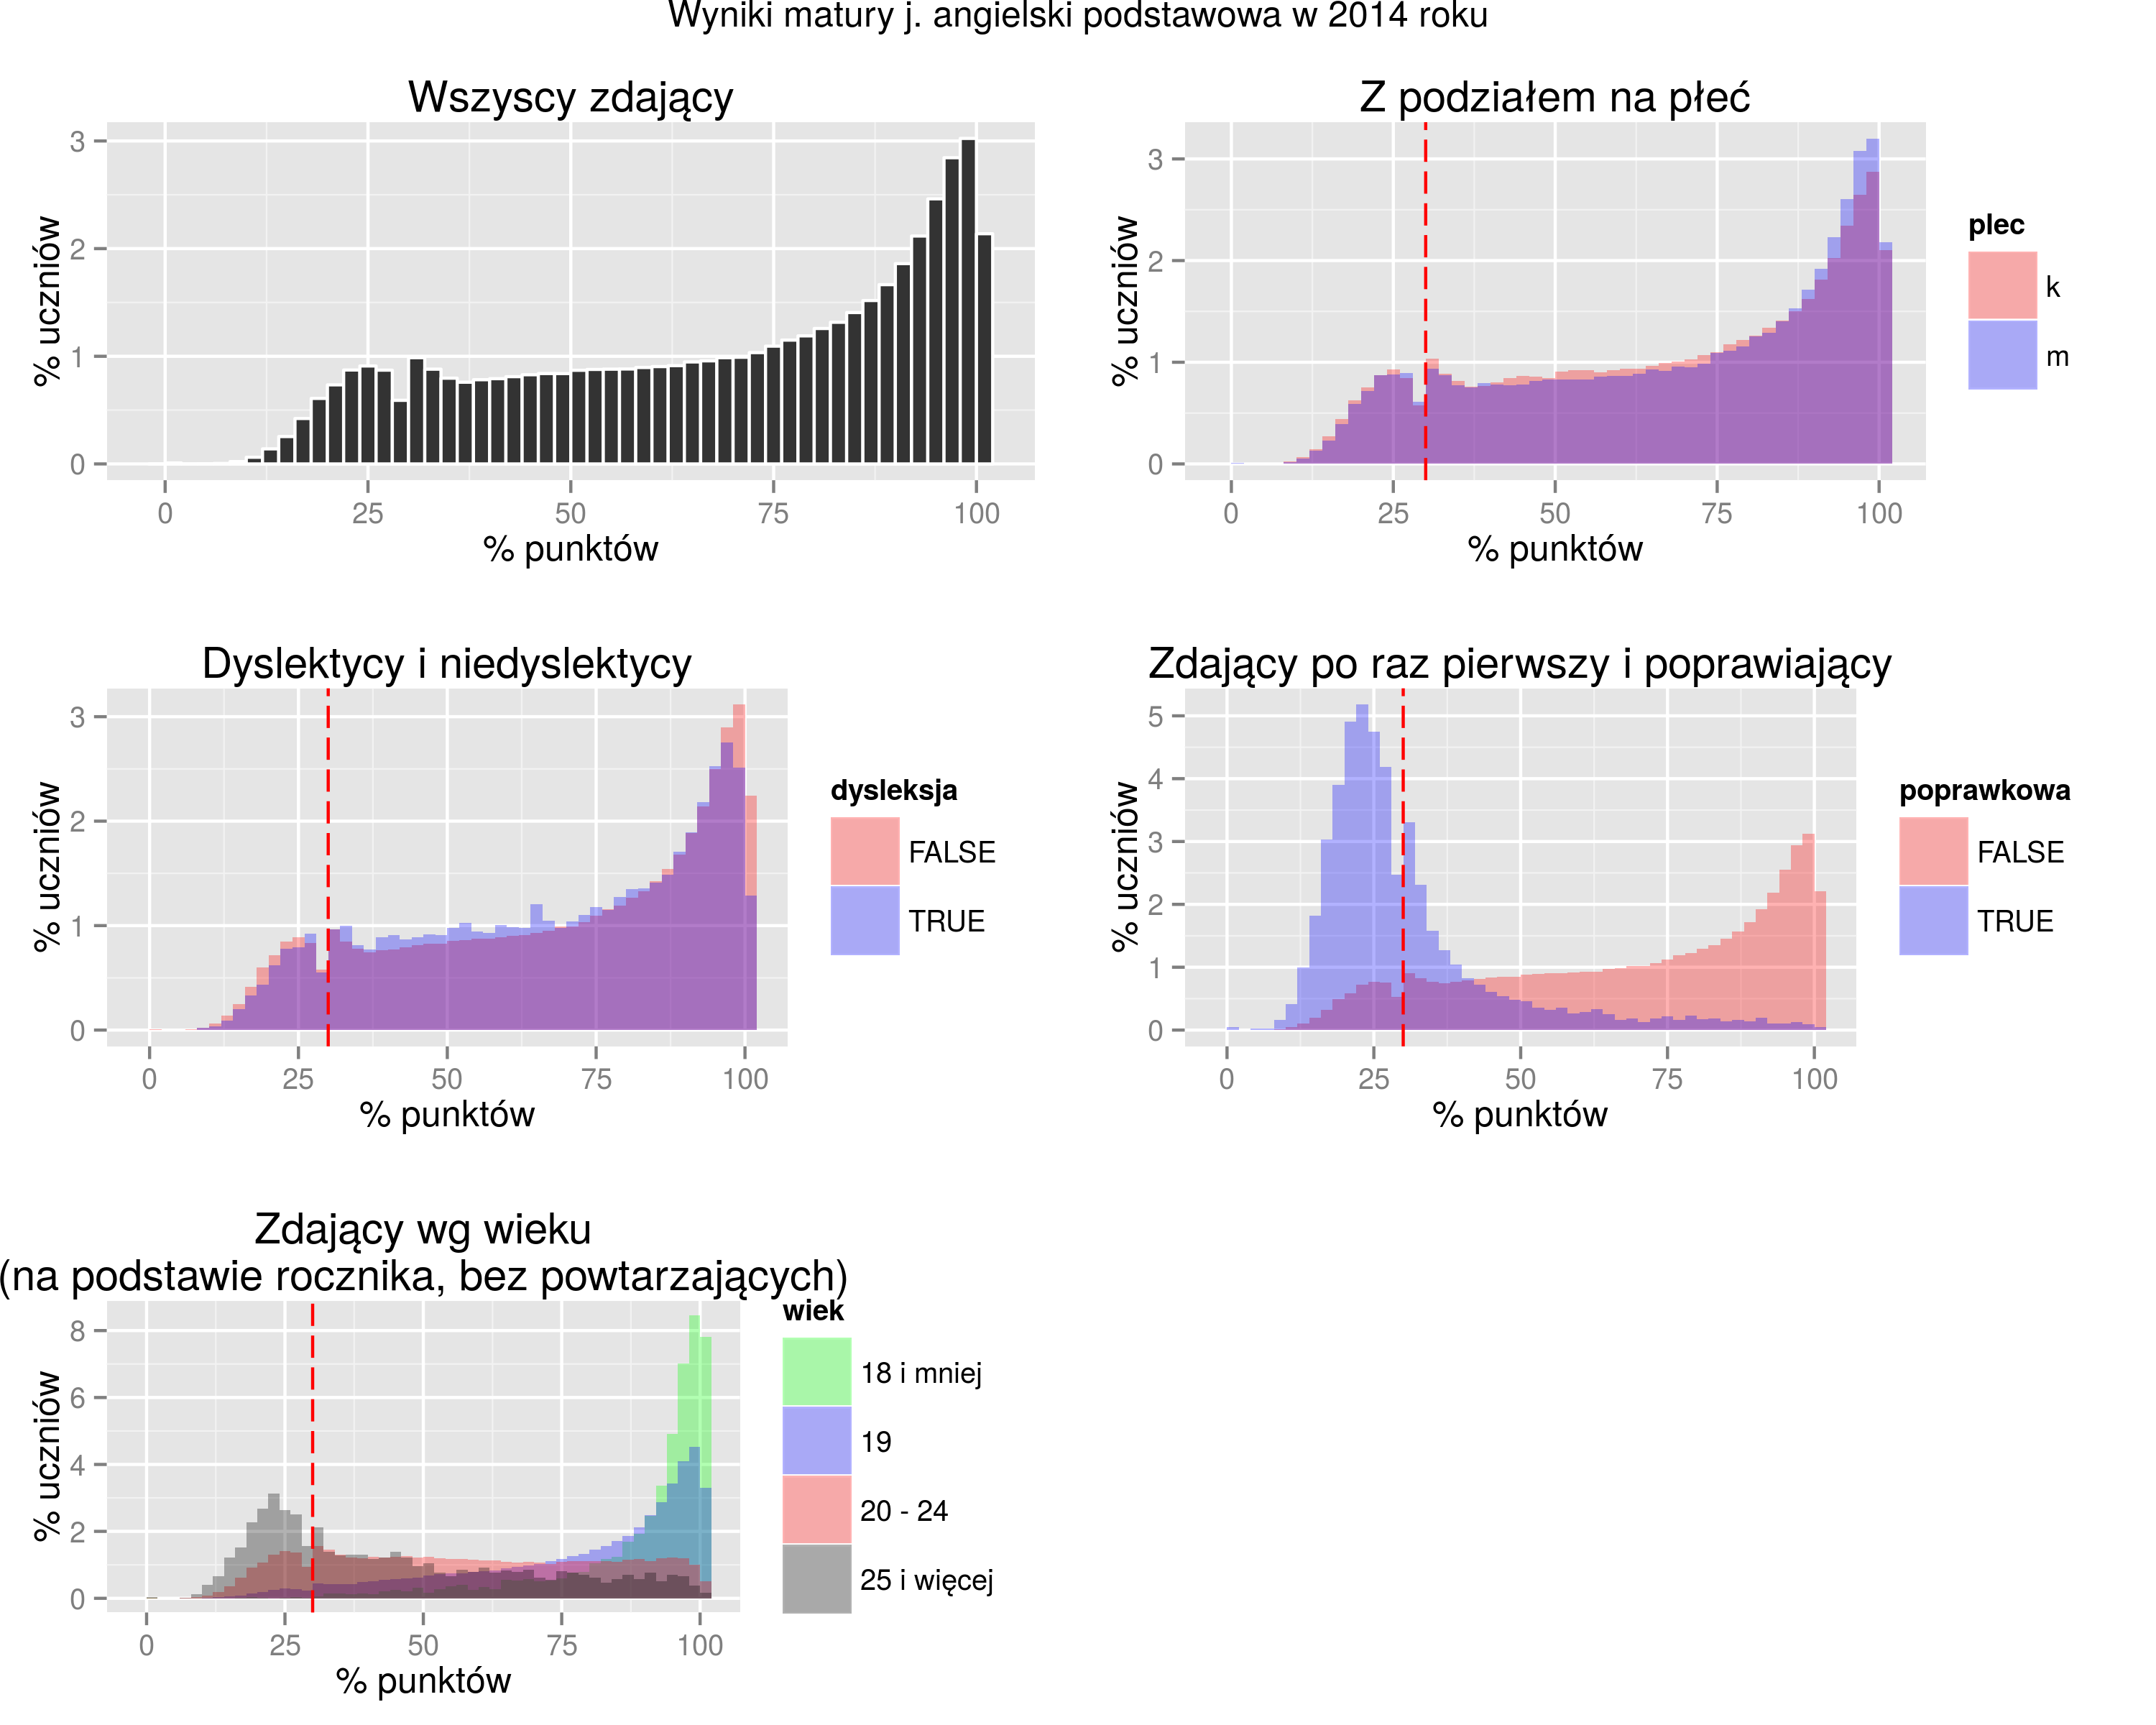 Wyniki matury j. angielski podstawowa w 2014 roku
Wszyscy zdający
3
2
1
0
% uczniów
0 25 50 75 100
% punktów
Z podziałem na płeć
3
2
1
0
% uczniów
0 25 50 75 100
% punktów
plec
k
m
Dyslektycy i niedyslektycy
3
2
1
0
% uczniów
0 25 50 75 100
% punktów
dysleksja
FALSE
TRUE
Zdający po raz pierwszy i poprawiający
5
4
3
2
1
0
% uczniów
0 25 50 75 100
% punktów
poprawkowa
FALSE
TRUE
Zdający wg wieku
(na podstawie rocznika, bez powtarzających)
8
6
4
2
0
% uczniów
0 25 50 75 100
% punktów
wiek
18 i mniej
19
20 - 24
25 i więcej